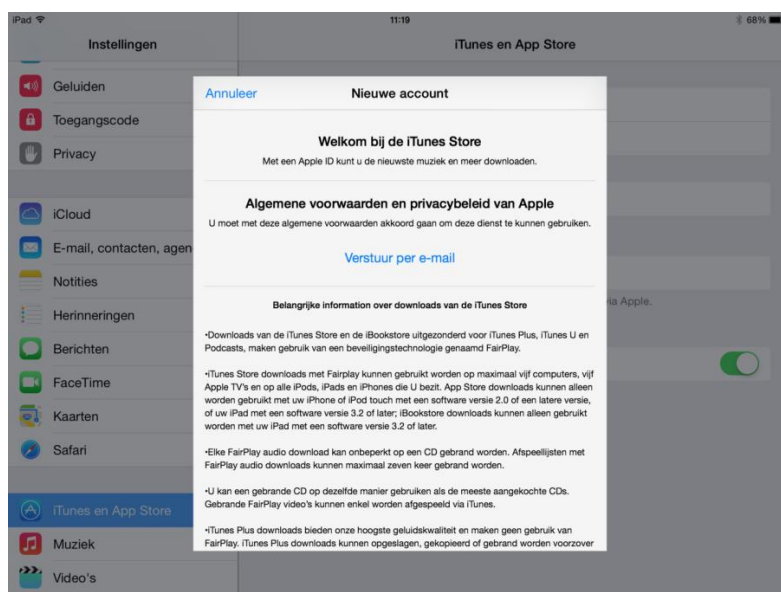 iPad 11:19 68%
Instellingen iTunes en App Store
Geluiden
Toegangscode
Privacy
iCloud
E-mail, contacten, agen
Notities
Herinneringen
Berichten
FaceTime
Kaarten
Safari
iTunes en App Store
Muziek
Video's
Annuleer Nieuwe account
Welkom bij de iTunes Store
Met een Apple ID kunt u de nieuwste muziek en meer downloaden.
Algemene voorwaarden en privacybeleid van Apple
U moet met deze algemene voorwaarden akkoord gaan om deze dienst te kunnen gebruiken.
Verstuur per e-mail
Belangrijke information over downloads van de iTunes Store
•Downloads van de iTunes Store en de iBookstore uitgezonderd voor iTunes Plus, iTunes U en
Podcasts, maken gebruik van een beveiligingstechnologie genaamd FairPlay.
•iTunes Store downloads met Fairplay kunnen gebruikt worden op maximaal vijf computers, vijf
Apple TV's en op alle iPods, iPads en iPhones die U bezit. App Store downloads kunnen alleen
worden gebruikt met uw iPhone of iPod touch met een software versie 2.0 of een latere versie,
of uw iPad met een software versie 3.2 of later; iBookstore downloads kunnen alleen gebruikt
worden met uw iPad met een software versie 3.2 of later.
•Elke FairPlay audio download kan onbeperkt op een CD gebrand worden. Afspeellijsten met
FairPlay audio downloads kunnen maximaal zeven keer gebrand worden.
•U kan een gebrande CD op dezelfde manier gebruiken als de meeste aangekochte CDs.
Gebrande FairPlay video's kunnen enkel worden afgespeeld via iTunes.
•iTunes Plus downloads bieden onze hoogste geluidskwaliteit en maken geen gebruik van
FairPlay. iTunes Plus downloads kunnen opgeslagen, gekopieerd of gebrand worden voorzover
via Apple.